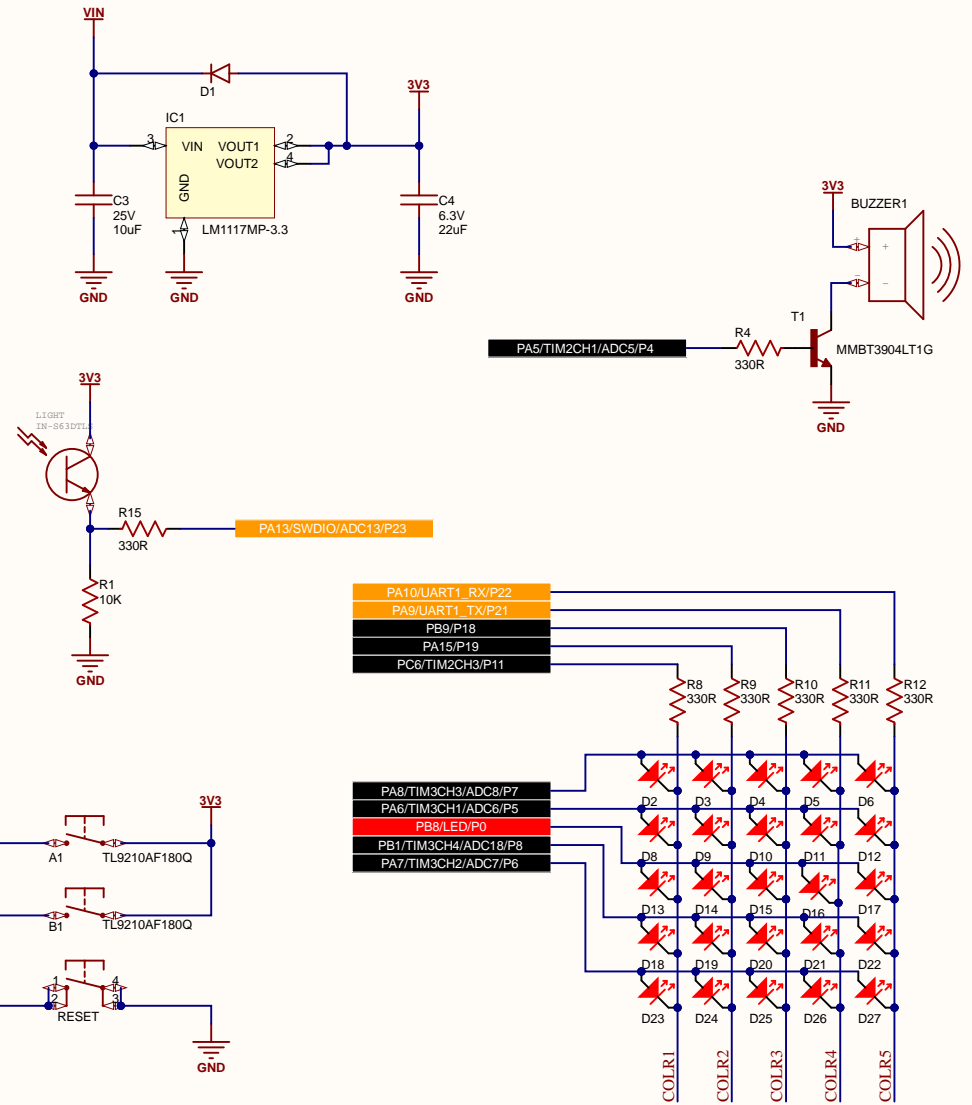 VIN
D1
3V3
IC1
3
VIN
VOUT1
2
VOUT2
4
GND
1
LM1117MP-3.3
C3
25V
10uF
C4
6.3V
22uF
GND
GND
GND
3V3
BUZZER1
+
+
-
-
T1
R4
330R
MMBT3904LT1G
PA5/TIM2CH1/ADC5/P4
GND
3V3
LIGHT
IN-S63DTLS
R15
330R
PA13/SWDIO/ADC13/P23
R1
10K
GND
PA10/UART1_RX/P22
PA9/UART1_TX/P21
PB9/P18
PA15/P19
PC6/TIM2CH3/P11
R8
330R
R9
330R
R10
330R
R11
330R
R12
330R
PA8/TIM3CH3/ADC8/P7
PA6/TIM3CH1/ADC6/P5
PB8/LED/P0
PB1/TIM3CH4/ADC18/P8
PA7/TIM3CH2/ADC7/P6
D2 D3 D4 D5 D6
D8 D9 D10 D11 D12
D13 D14 D15 D16 D17
D18 D19 D20 D21 D22
D23 D24 D25 D26 D27
COLR1
COLR2
COLR3
COLR4
COLR5
3V3
A1
TL9210AF180Q
B1
TL9210AF180Q
1 4
2 3
RESET
GND